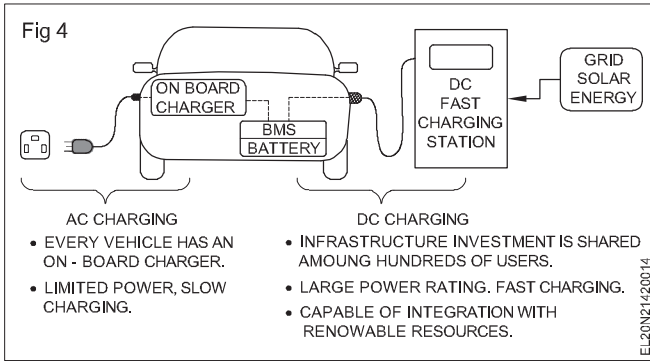 Fig 4
ON BOARD
CHARGER
BMS
BATTERY
DC
FAST
CHARGING
STATION
GRID
SOLAR
ENERGY
AC CHARGING
• EVERY VEHICLE HAS AN
ON - BOARD CHARGER.
• LIMITED POWER, SLOW
CHARGING.
DC CHARGING
• INFRASTRUCTURE INVESTMENT IS SHARED
AMOUNG HUNDREDS OF USERS.
• LARGE POWER RATING. FAST CHARGING.
• CAPABLE OF INTEGRATION WITH
RENOWABLE RESOURCES.
EL20N21420014